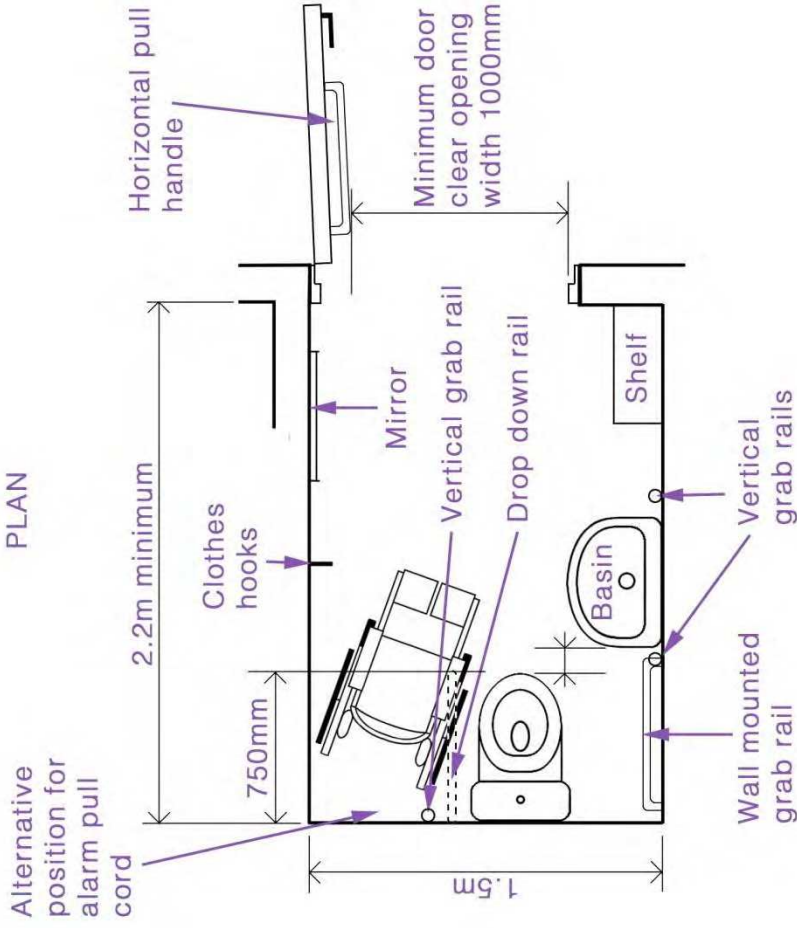 PLAN
Alternative
position for
alarm pull
cord
2.2m minimum
750mm
Clothes
hooks
Horizontal pull
handle
Mirror
Vertical grab rail
Drop down rail
Minimum door
clear opening
width 1000mm
1.5m
Basin
Shelf
Wall mounted
grab rail
Vertical
grab rails